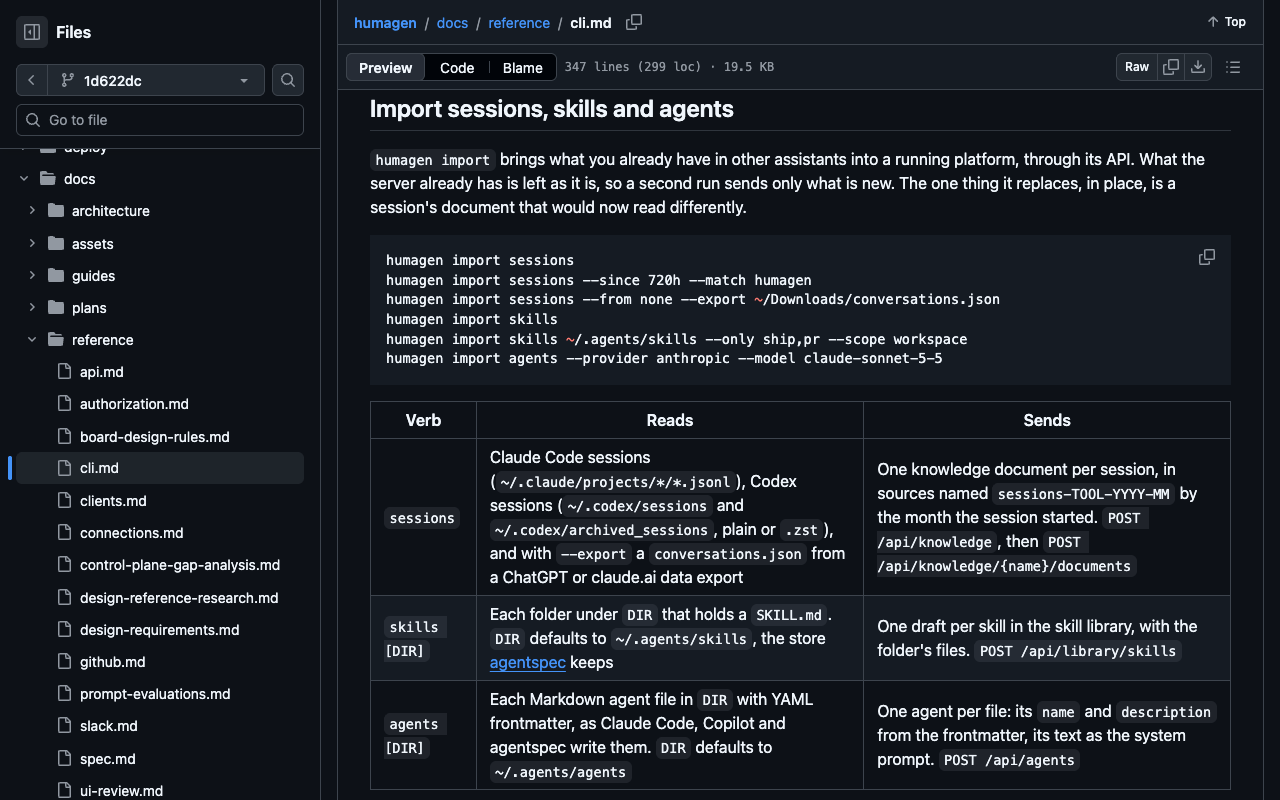 Files
1d622dc
Go to file
deploy
docs
architecture
assets
guides
plans
reference
api.md
authorization.md
board-design-rules.md
cli.md
clients.md
connections.md
control-plane-gap-analysis.md
design-reference-research.md
design-requirements.md
github.md
prompt-evaluations.md
slack.md
spec.md
ui-review.md
humagen / docs / reference / cli.md
Top
Preview Code Blame 347 lines (299 loc) · 19.5 KB
Raw
Import sessions, skills and agents
humagen import brings what you already have in other assistants into a running platform, through its API. What the
server already has is left as it is, so a second run sends only what is new. The one thing it replaces, in place, is a
session's document that would now read differently.
humagen import sessions
humagen import sessions --since 720h --match humagen
humagen import sessions --from none --export ~/Downloads/conversations.json
humagen import skills
humagen import skills ~/.agents/skills --only ship,pr --scope workspace
humagen import agents --provider anthropic --model claude-sonnet-5-5
Verb Reads Sends
sessions
Claude Code sessions
(~/.claude/projects/*/*.jsonl), Codex
sessions (~/.codex/sessions and
~/.codex/archived_sessions, plain or .zst),
and with --export a conversations.json from
a ChatGPT or claude.ai data export
One knowledge document per session, in
sources named sessions-TOOL-YYYY-MM by
the month the session started. POST
/api/knowledge, then POST
/api/knowledge/{name}/documents
skills
[DIR]
Each folder under DIR that holds a SKILL.md.
DIR defaults to ~/.agents/skills, the store
agentspec keeps
One draft per skill in the skill library, with the
folder's files. POST /api/library/skills
agents
[DIR]
Each Markdown agent file in DIR with YAML
frontmatter, as Claude Code, Copilot and
agentspec write them. DIR defaults to
~/.agents/agents
One agent per file: its name and description
from the frontmatter, its text as the system
prompt. POST /api/agents